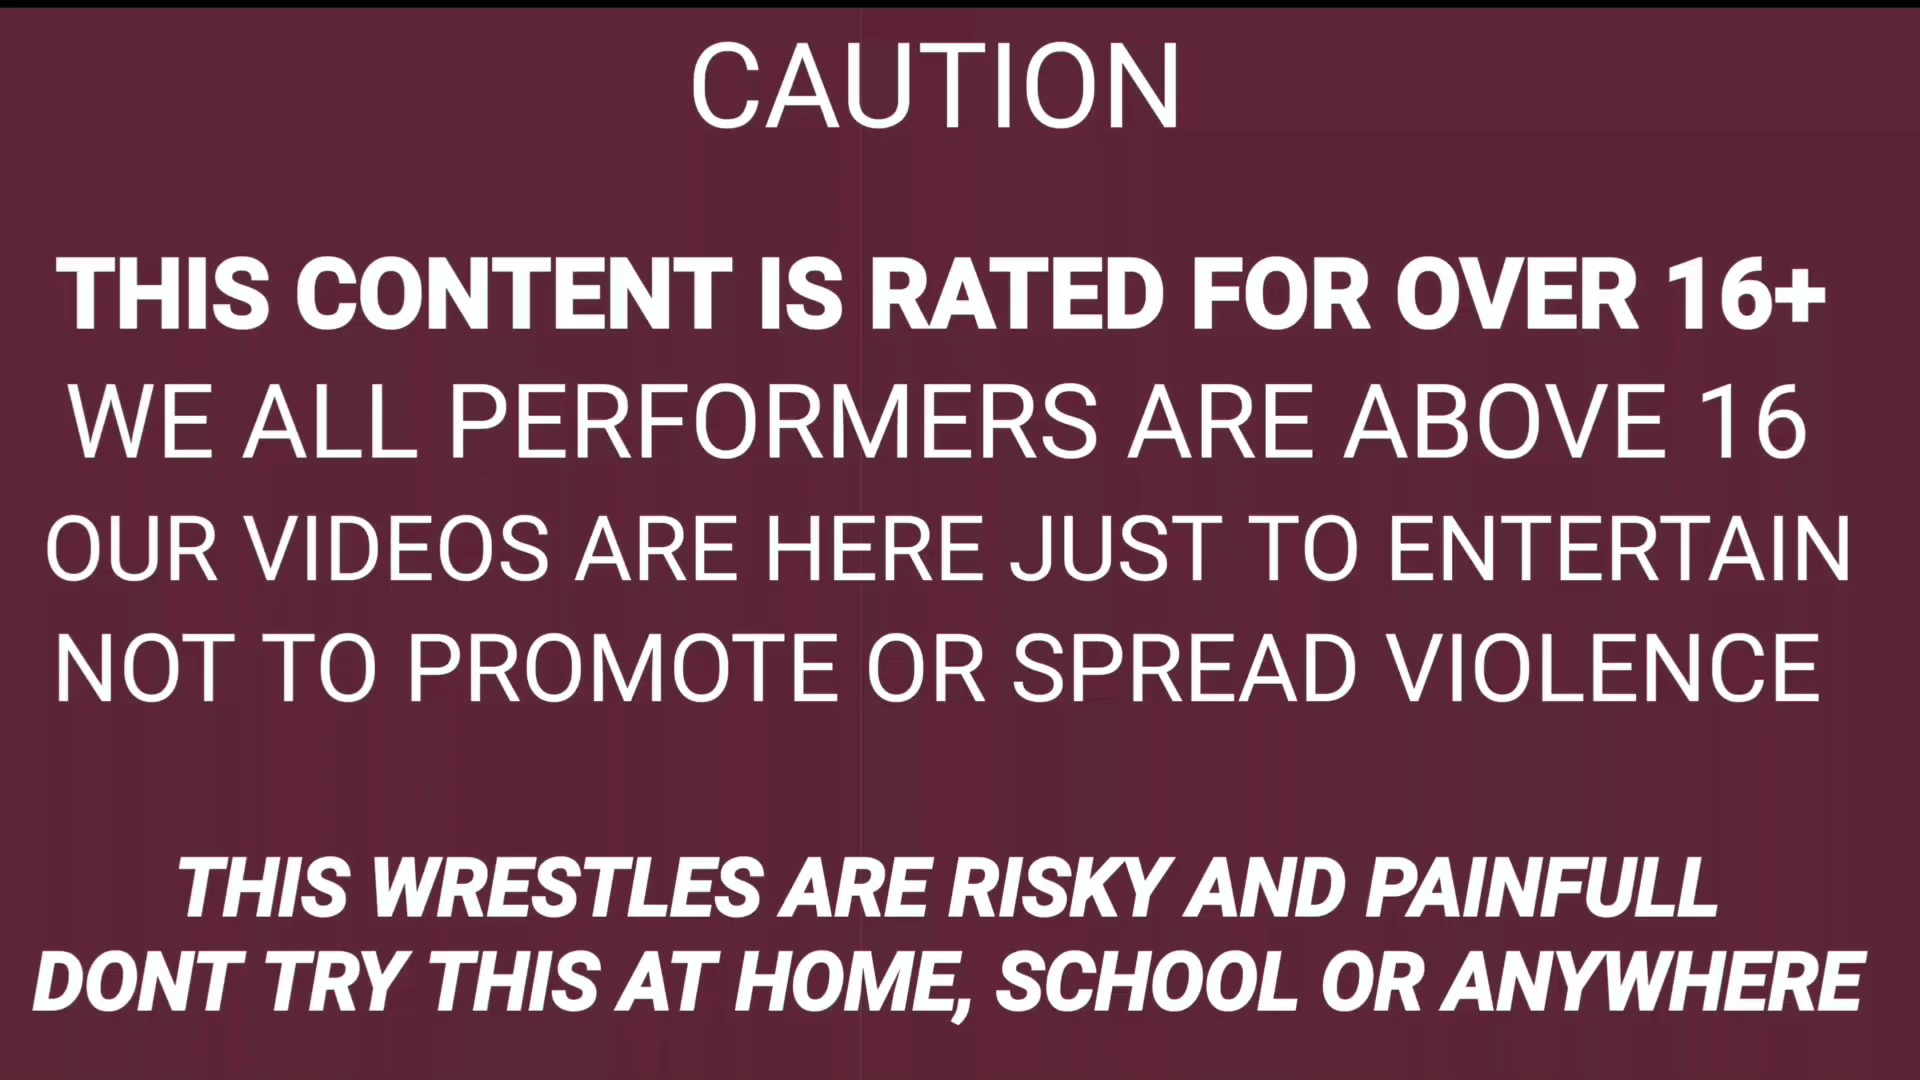 CAUTION
THIS CONTENT IS RATED FOR OVER 16+
WE ALL PERFORMERS ARE ABOVE 16
OUR VIDEOS ARE HERE JUST TO ENTERTAIN
NOT TO PROMOTE OR SPREAD VIOLENCE
THIS WRESTLES ARE RISKY AND PAINFULL
DONT TRY THIS AT HOME, SCHOOL OR ANYWHERE